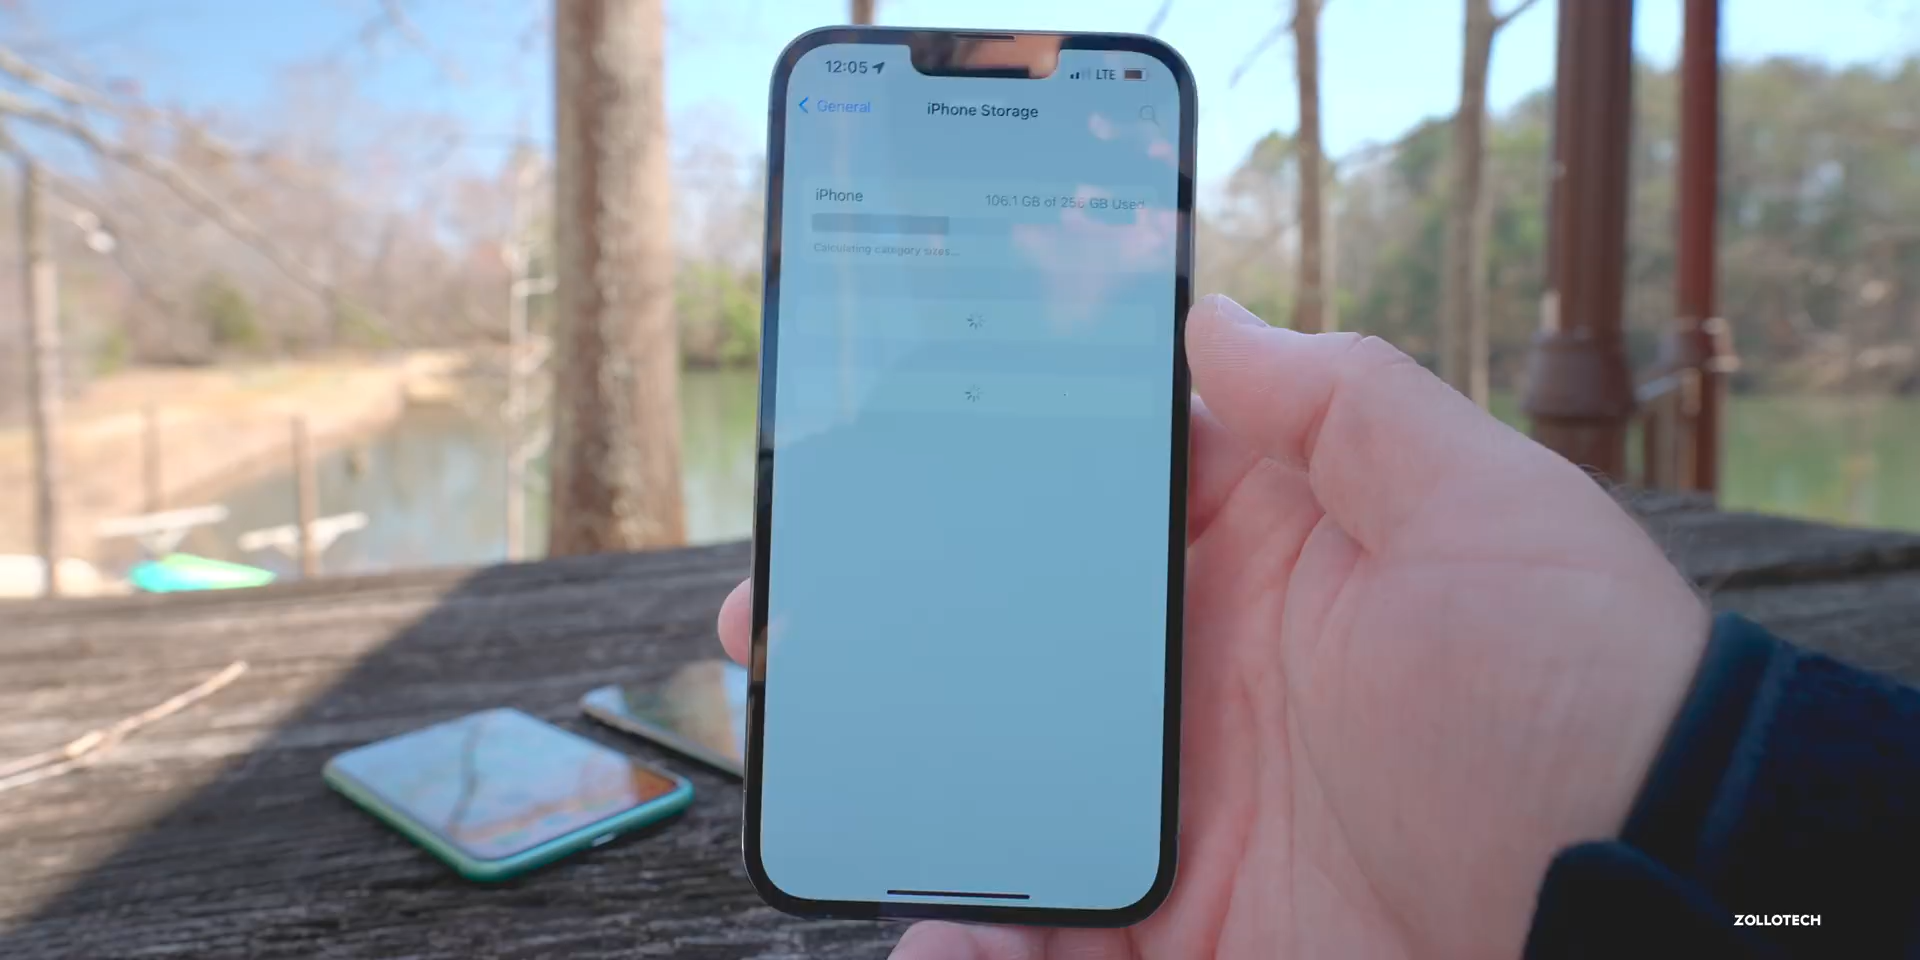 12:05
LTE
General
iPhone Storage
iPhone
106.1 GB of 256 GB Used
Calculating category sizes...
ZOLLOTECH